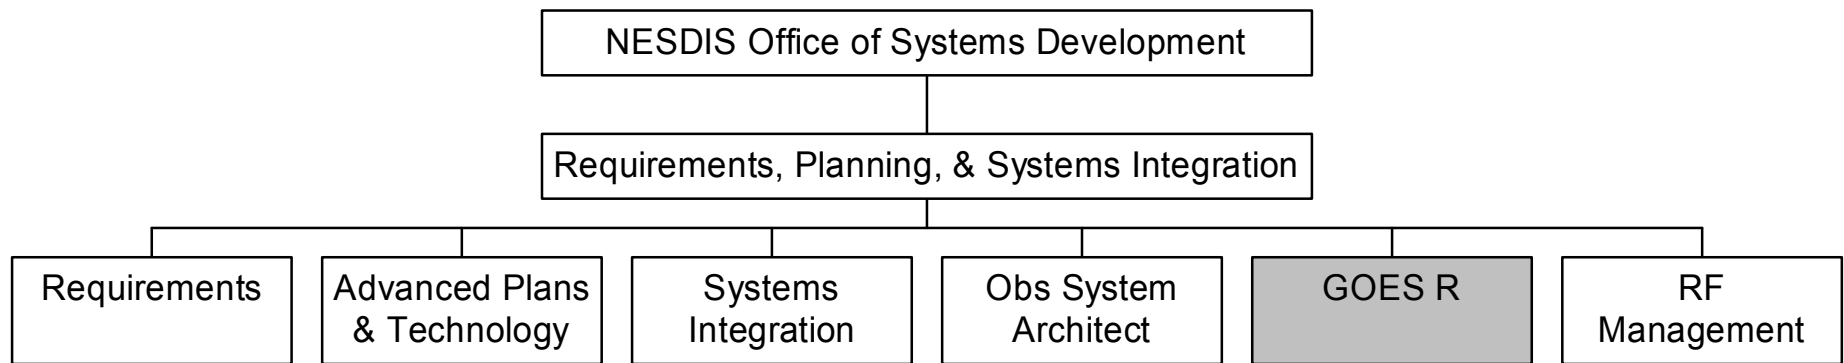 NESDIS Office of Systems Development
Requirements, Planning, & Systems Integration
Requirements
Advanced Plans
& Technology
Systems
Integration
Obs System
Architect
GOES R
RF
Management